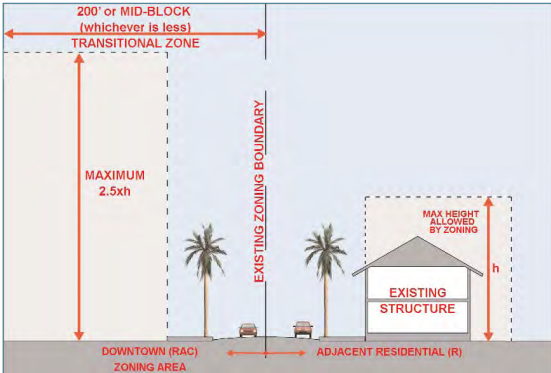 200' or MID-BLOCK
(whichever is less)
TRANSITIONAL ZONE
EXISTING ZONING BOUNDARY
MAXIMUM
2.5xh
MAX HEIGHT
ALLOWED
BY ZONING
h
EXISTING
STRUCTURE
DOWNTOWN (RAC)
ZONING AREA
ADJACENT RESIDENTIAL (R)